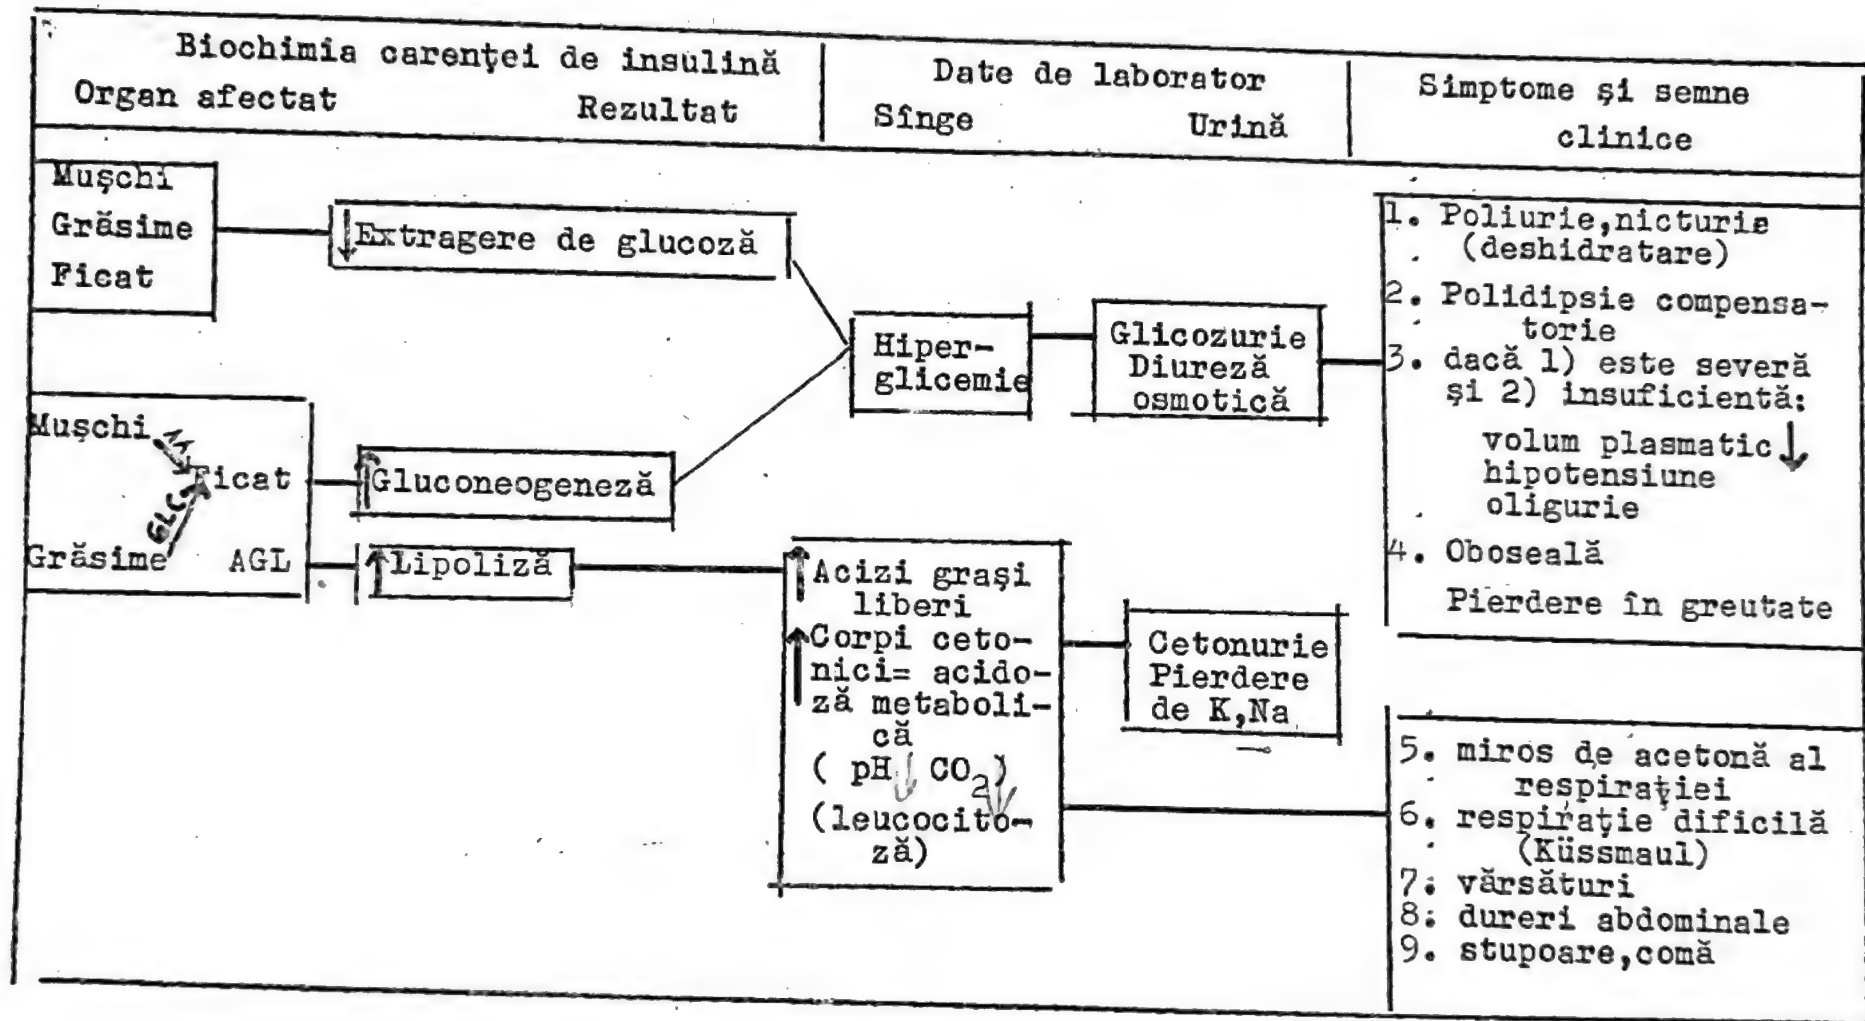 Biochimia carenţei de insulină
Organ afectat Rezultat
Date de laborator
Sînge Urină
Simptome şi semne
clinice
Muşchi
Grăsime
Ficat
↓Extragere de glucoză
Hiper-
glicemie
Glicozurie
Diureză
osmotică
1. Poliurie,nicturie
(deshidratare)
2. Polidipsie compensa-
torie
3. dacă 1) este severă
şi 2) insuficientă:
volum plasmatic ↓
hipotensiune
oligurie
4. Oboseală
Pierdere în greutate
Muşchi
AA
Ficat
GLC.
Grăsime AGL
↑Gluconeogeneză
↑Lipoliză
↑Acizi graşi
liberi
↑Corpi ceto-
nici= acido-
ză metaboli-
că
( pH↓ CO₂↓)
(leucocito-
ză)
Cetonurie
Pierdere
de K,Na
5. miros de acetonă al
respiraţiei
6. respiraţie dificilă
(Küssmaul)
7. vărsături
8. dureri abdominale
9. stupoare,comă